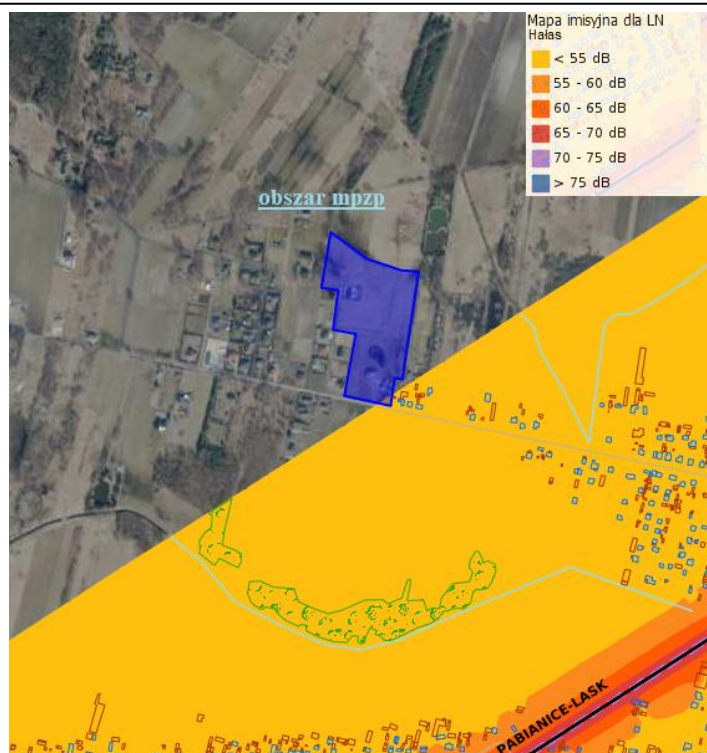 Mapa imisyjna dla LN
Hałas
< 55 dB
55 - 60 dB
60 - 65 dB
65 - 70 dB
70 - 75 dB
> 75 dB
obszar mpzp
PABIANICE-ŁASK